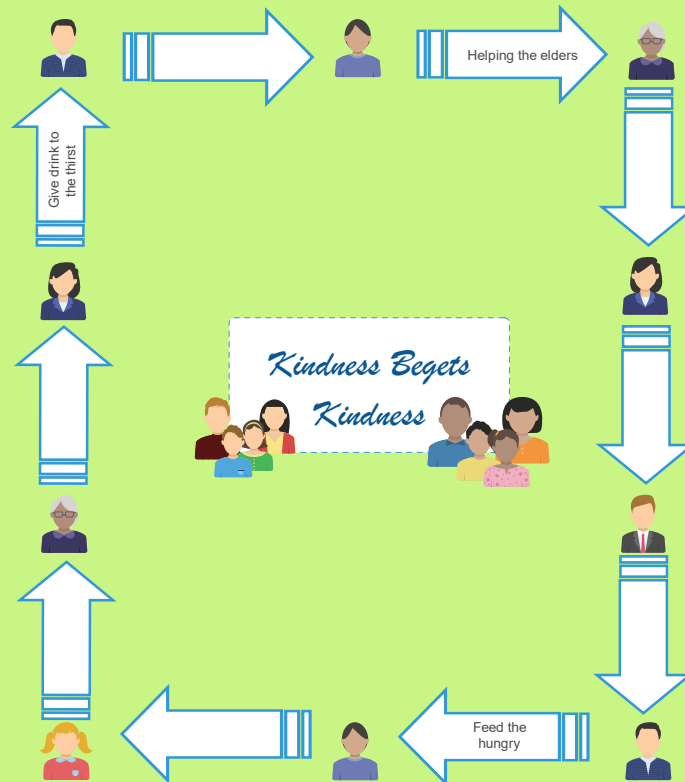 Helping the elders
Give drink to
the thirst
Kindness Begets
Kindness
Feed the
hungry